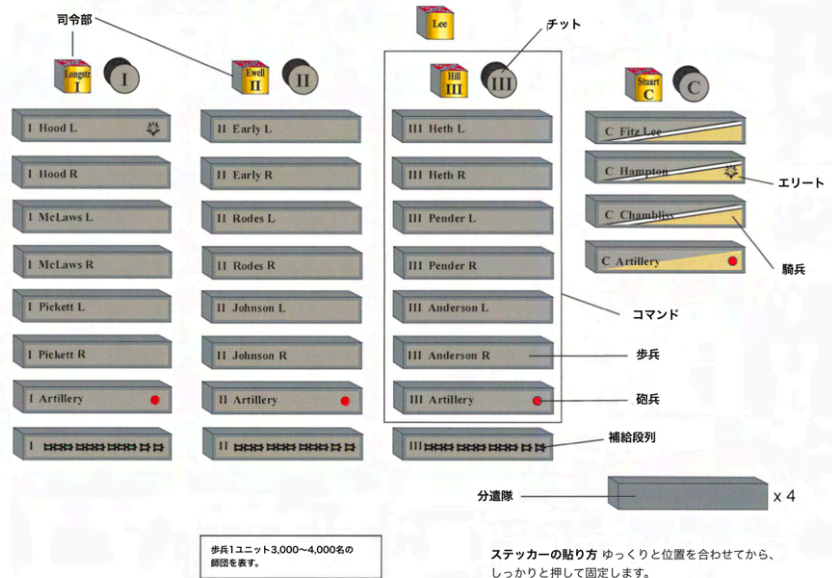 司令部
Lee
チット
Longstr
I
I
Ewell
II
II
Hill
III
III
Stuart
C
C
I Hood L
I Hood R
I McLaws L
I McLaws R
I Pickett L
I Pickett R
I Artillery
I
II Early L
II Early R
II Rodes L
II Rodes R
II Johnson L
II Johnson R
II Artillery
II
III Heth L
III Heth R
III Pender L
III Pender R
III Anderson L
III Anderson R
III Artillery
III
C Fitz Lee
C Hampton
C Chambliss
C Artillery
エリート
騎兵
コマンド
歩兵
砲兵
補給段列
分遣隊
x 4
歩兵1ユニット3,000〜4,000名の
師団を表す。
ステッカーの貼り方 ゆっくりと位置を合わせてから、
しっかりと押して固定します。